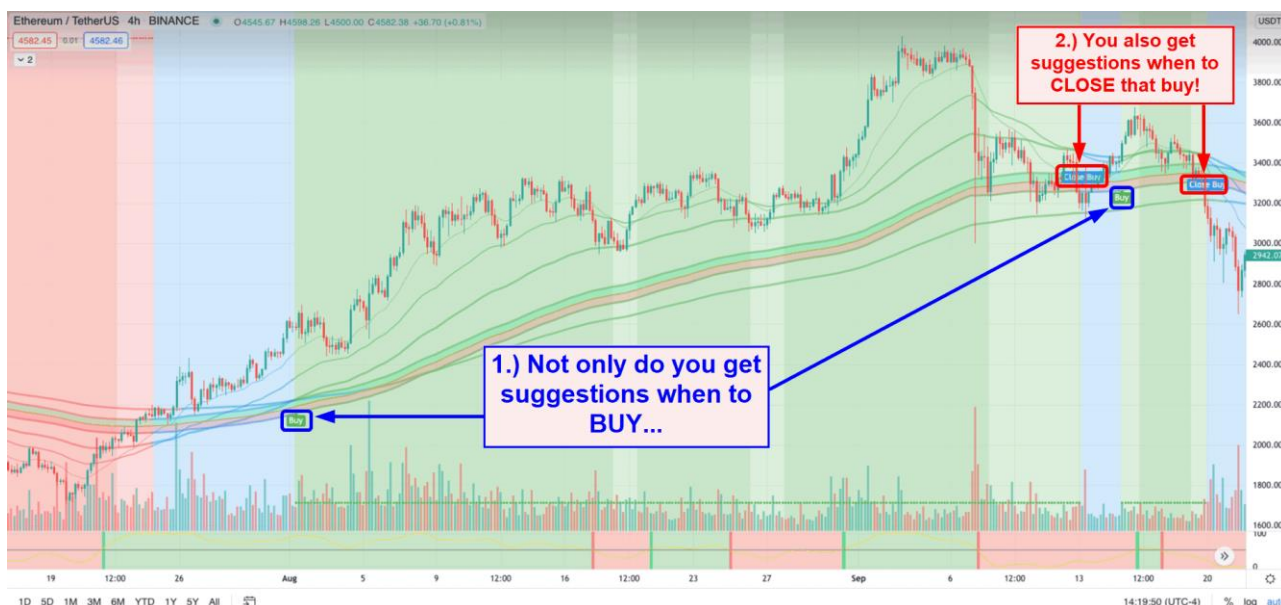 Ethereum / TetherUS 4h BINANCE O4545.67 H4598.26 L4500.00 C4582.38 +36.70 (+0.81%)
USDT
4582.45 0.01 4582.46
2
2.) You also get
suggestions when to
CLOSE that buy!
4000.00
3600.00
3400.00
Close Buy
Close Buy
Buy
3200.00
3000.00
2942.0
2800.00
2600.00
1.) Not only do you get
suggestions when to
BUY...
2400.00
2200.00
Buy
2000.00
1800.00
1600.00
100
0
19 12:00 26 Aug 5 9 12:00 16 12:00 23 27 Sep 6 12:00 13 12:00 20
1D 5D 1M 3M 6M YTD 1Y 5Y All 14:19:50 (UTC-4) % log auto